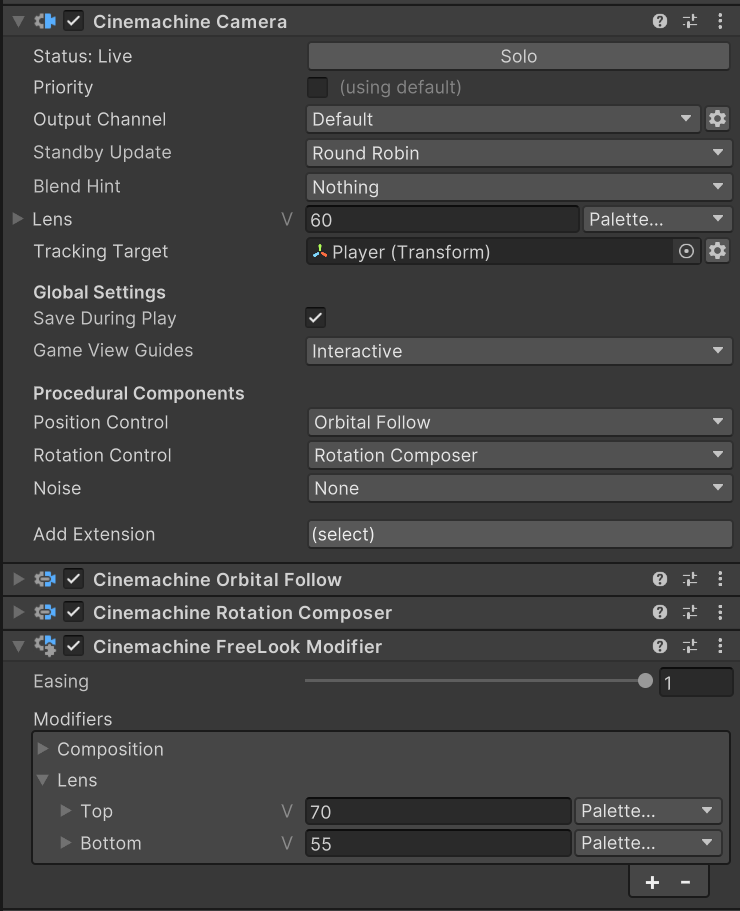 Cinemachine Camera
Status: Live Solo
Priority (using default)
Output Channel Default
Standby Update Round Robin
Blend Hint Nothing
Lens V 60 Palette...
Tracking Target Player (Transform)
Global Settings
Save During Play
Game View Guides Interactive
Procedural Components
Position Control Orbital Follow
Rotation Control Rotation Composer
Noise None
Add Extension (select)
Cinemachine Orbital Follow
Cinemachine Rotation Composer
Cinemachine FreeLook Modifier
Easing 1
Modifiers
Composition
Lens
Top V 70 Palette...
Bottom V 55 Palette...
+ -